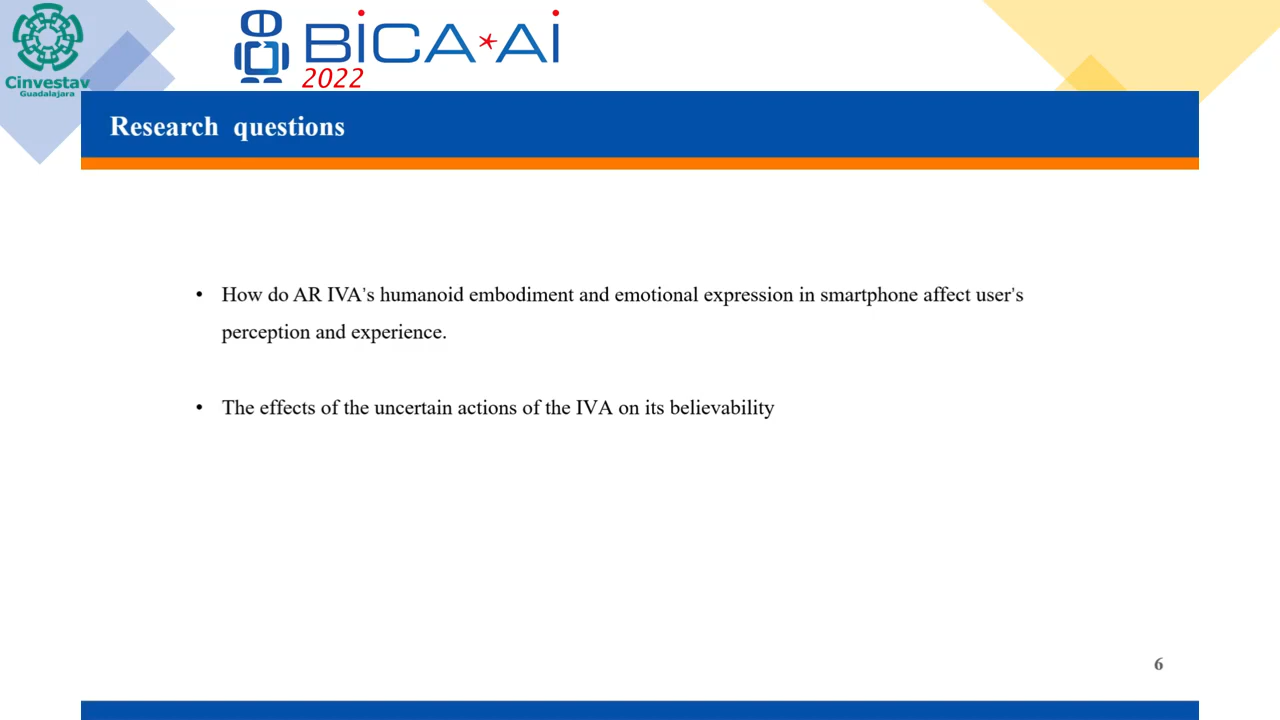 Cinvestav
Guadalajara
BiCA*Ai
2022
Research questions
• How do AR IVA's humanoid embodiment and emotional expression in smartphone affect user's
perception and experience.
• The effects of the uncertain actions of the IVA on its believability
6